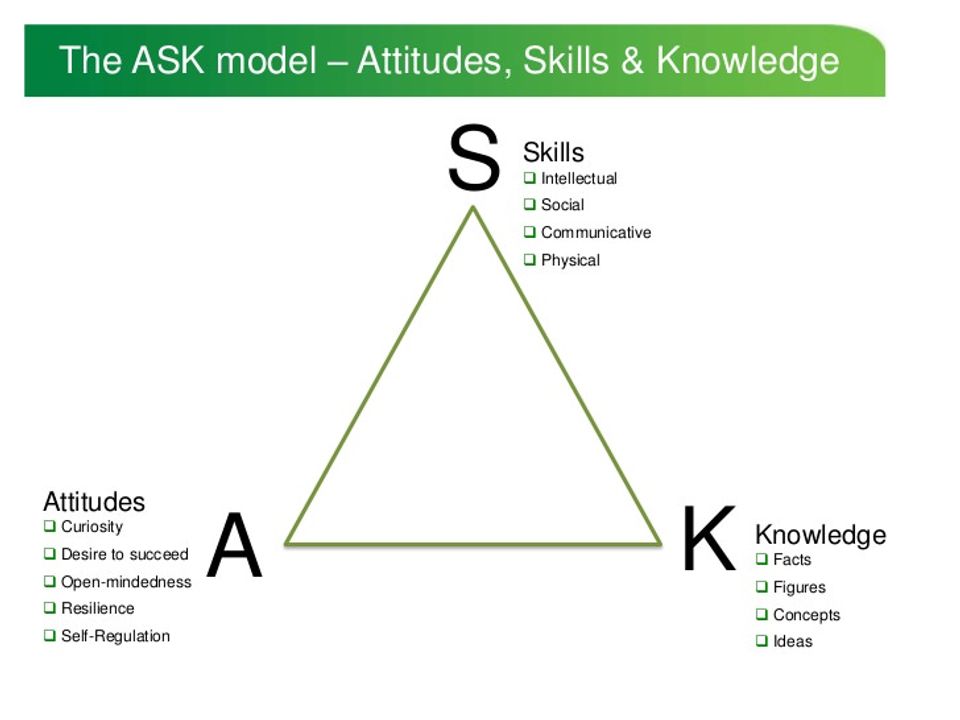 The ASK model – Attitudes, Skills & Knowledge
S
Skills
Intellectual
Social
Communicative
Physical
Attitudes
Curiosity
Desire to succeed
Open-mindedness
Resilience
Self-Regulation
A
K
Knowledge
Facts
Figures
Concepts
Ideas